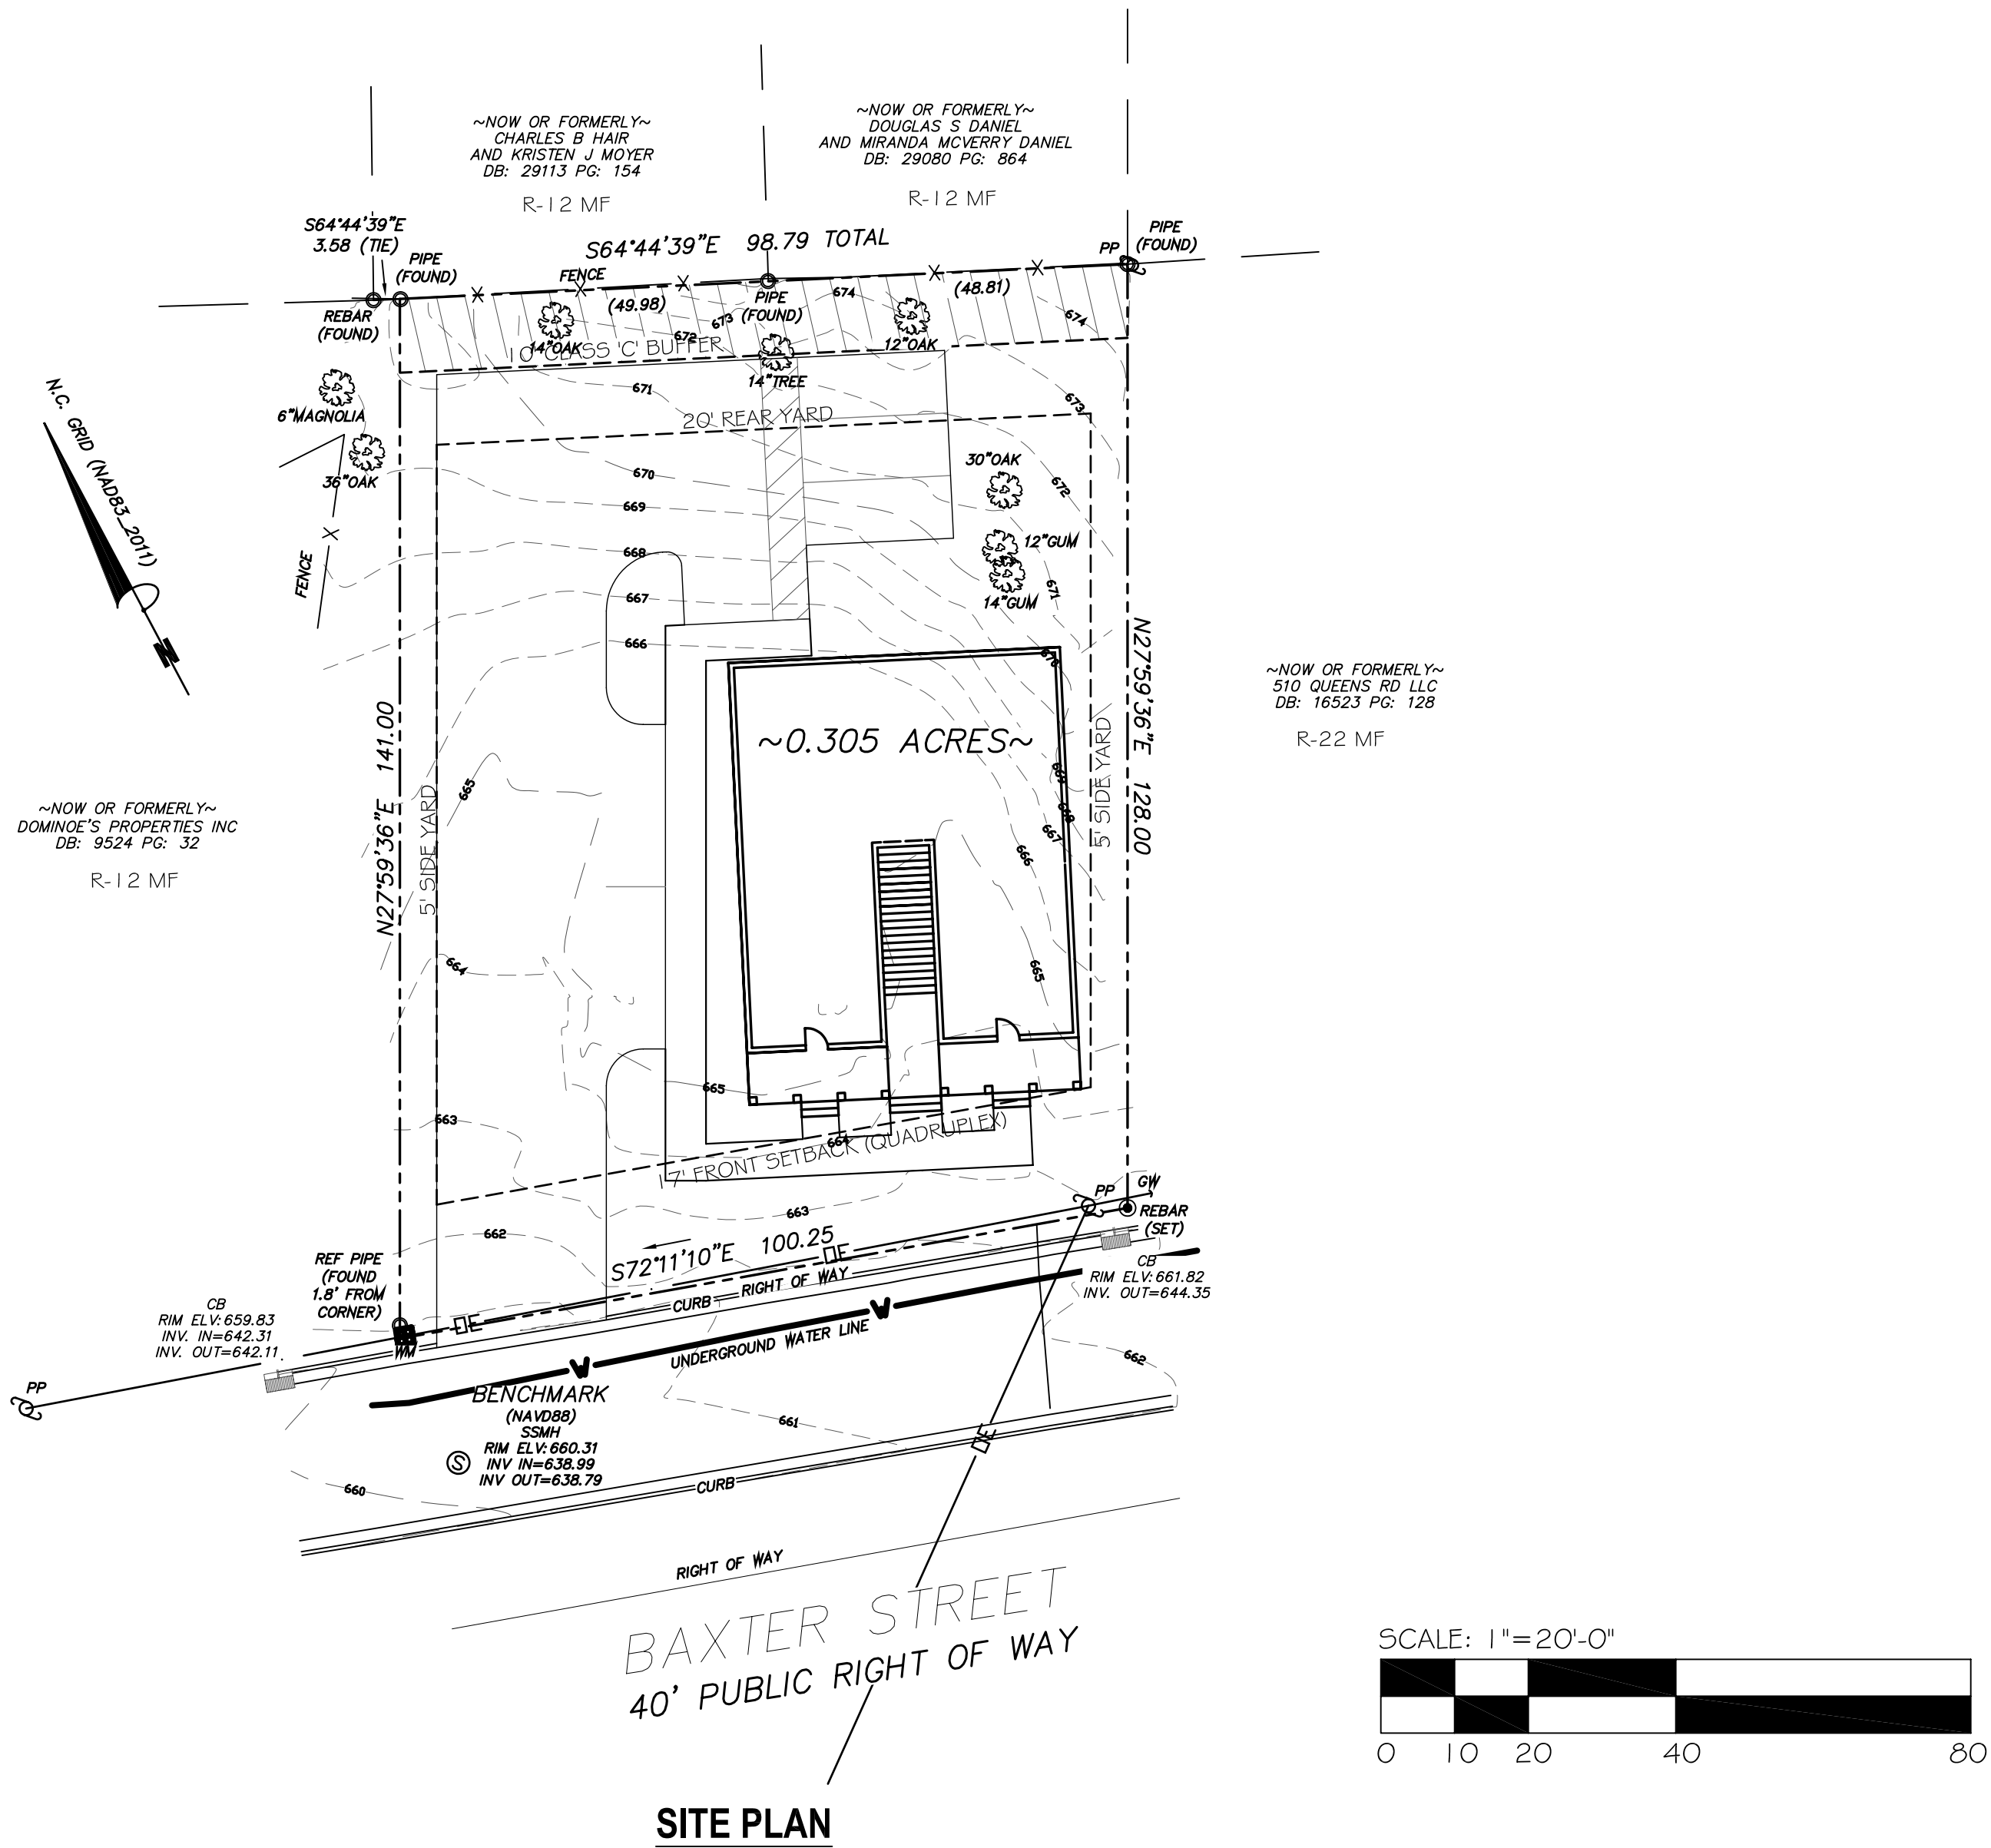 ~NOW OR FORMERLY~
CHARLES B HAIR
AND KRISTEN J MOYER
DB: 29113 PG: 154
R-12 MF
~NOW OR FORMERLY~
DOUGLAS S DANIEL
AND MIRANDA MCVERRY DANIEL
DB: 29080 PG: 864
R-12 MF
S64°44'39"E
3.58 (TIE)
PIPE
(FOUND)
S64°44'39"E 98.79 TOTAL
PP
PIPE
(FOUND)
FENCE
(49.98)
PIPE
(FOUND)
(48.81)
REBAR
(FOUND)
674
674
673
672
14"OAK
12"OAK
10' CLASS 'C' BUFFER
14"TREE
671
673
6"MAGNOLIA
20' REAR YARD
N.C. GRID (NAD83_2011)
N
36"OAK
30"OAK
670
672
669
FENCE
12"GUM
668
14"GUM
671
667
666
670
N27°59'36"E 128.00
~NOW OR FORMERLY~
510 QUEENS RD LLC
DB: 16523 PG: 128
R-22 MF
~0.305 ACRES~
N27°59'36"E 141.00
5' SIDE YARD
5' SIDE YARD
665
669
668
667
666
~NOW OR FORMERLY~
DOMINOE'S PROPERTIES INC
DB: 9524 PG: 32
R-12 MF
664
665
665
663
664
17' FRONT SETBACK (QUADRUPLEX)
PP
GW
REBAR
(SET)
663
662
S72°11'10"E 100.25
OE
REF PIPE
(FOUND
1.8' FROM
CORNER)
CB
RIM ELV:661.82
INV. OUT=644.35
RIGHT OF WAY
CURB
CB
RIM ELV:659.83
INV. IN=642.31
INV. OUT=642.11
OE
WM
W
UNDERGROUND WATER LINE
W
662
PP
BENCHMARK
(NAVD88)
SSMH
RIM ELV:660.31
INV IN=638.99
INV OUT=638.79
S
661
OE
660
CURB
RIGHT OF WAY
BAXTER STREET
40' PUBLIC RIGHT OF WAY
SCALE: 1"=20'-0"
0 10 20 40 80
SITE PLAN